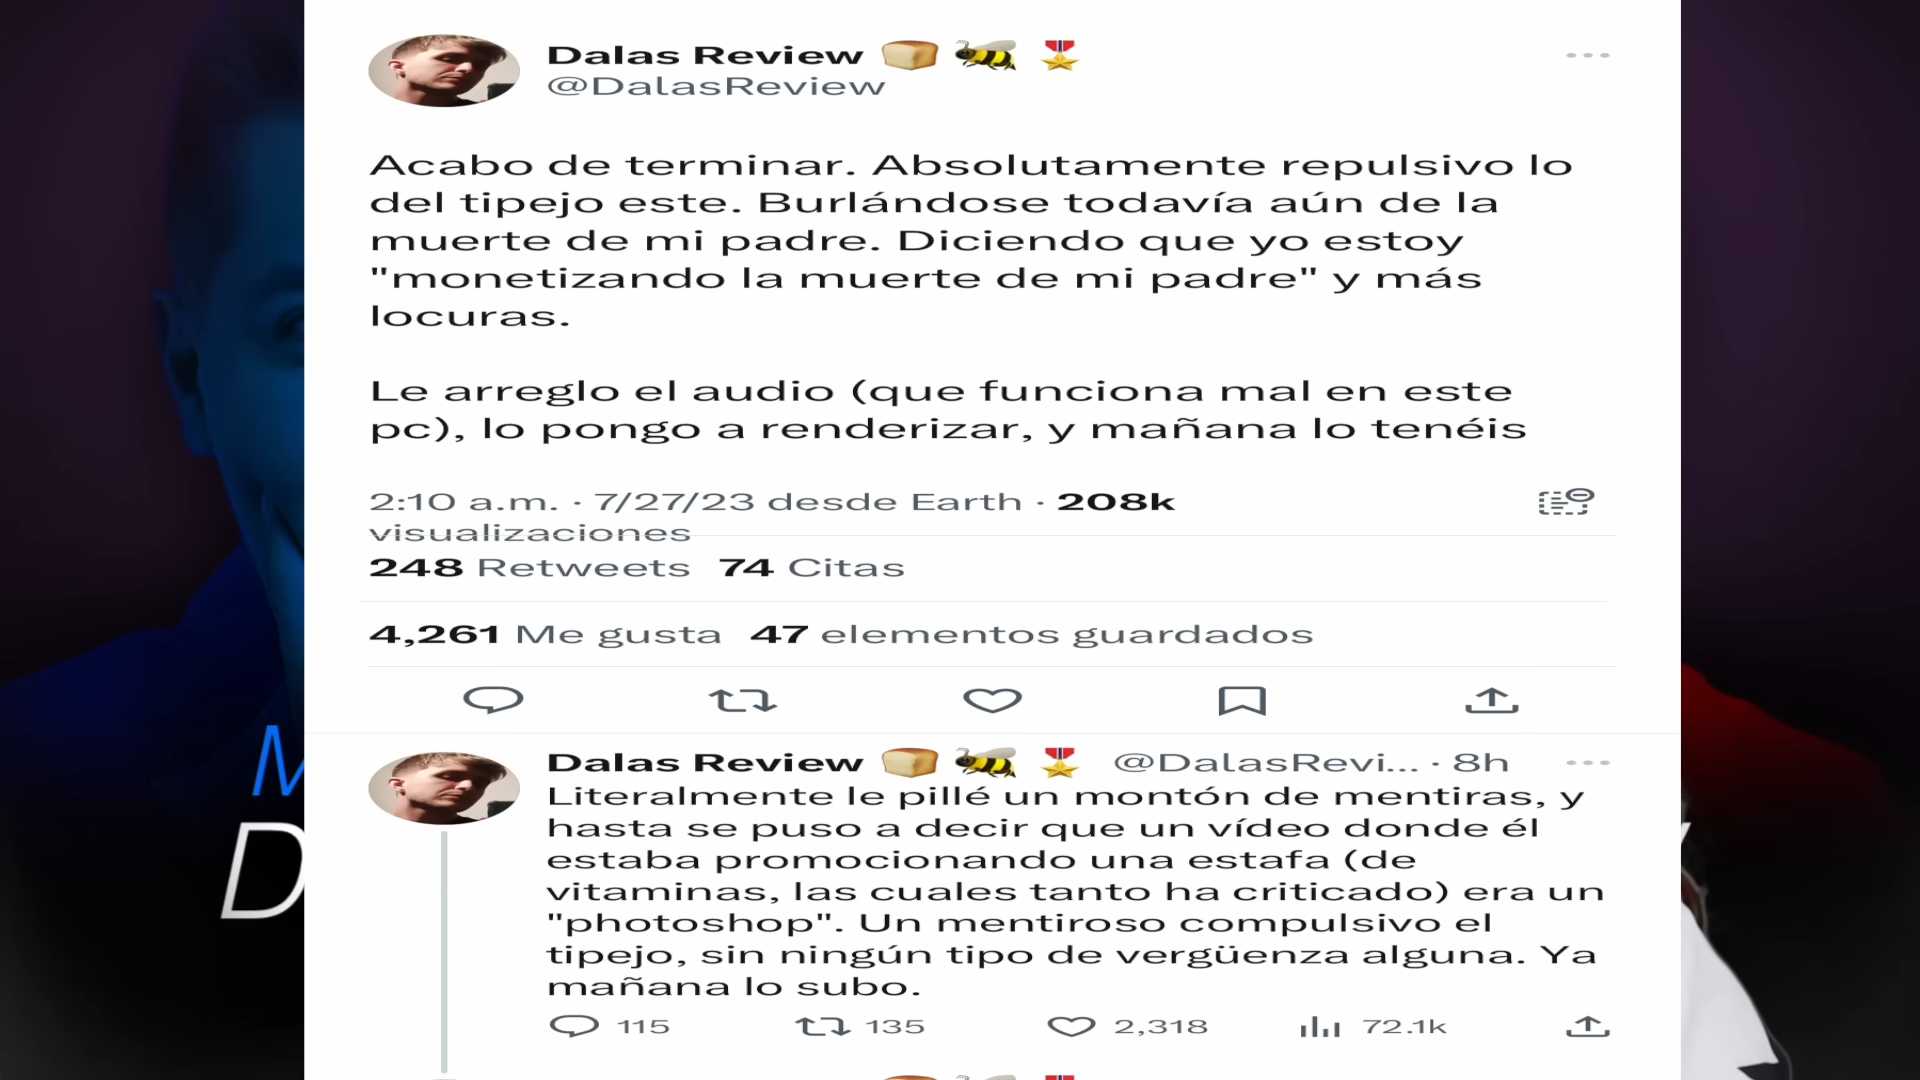 Dalas Review
@DalasReview
Acabo de terminar. Absolutamente repulsivo lo
del tipejo este. Burlándose todavía aún de la
muerte de mi padre. Diciendo que yo estoy
"monetizando la muerte de mi padre" y más
locuras.
Le arreglo el audio (que funciona mal en este
pc), lo pongo a renderizar, y mañana lo tenéis
2:10 a.m. · 7/27/23 desde Earth · 208k
visualizaciones
248 Retweets 74 Citas
4,261 Me gusta 47 elementos guardados
Dalas Review @DalasRevi... · 8h
Literalmente le pillé un montón de mentiras, y
hasta se puso a decir que un vídeo donde él
estaba promocionando una estafa (de
vitaminas, las cuales tanto ha criticado) era un
"photoshop". Un mentiroso compulsivo el
tipejo, sin ningún tipo de vergüenza alguna. Ya
mañana lo subo.
115 135 2,318 72.1k